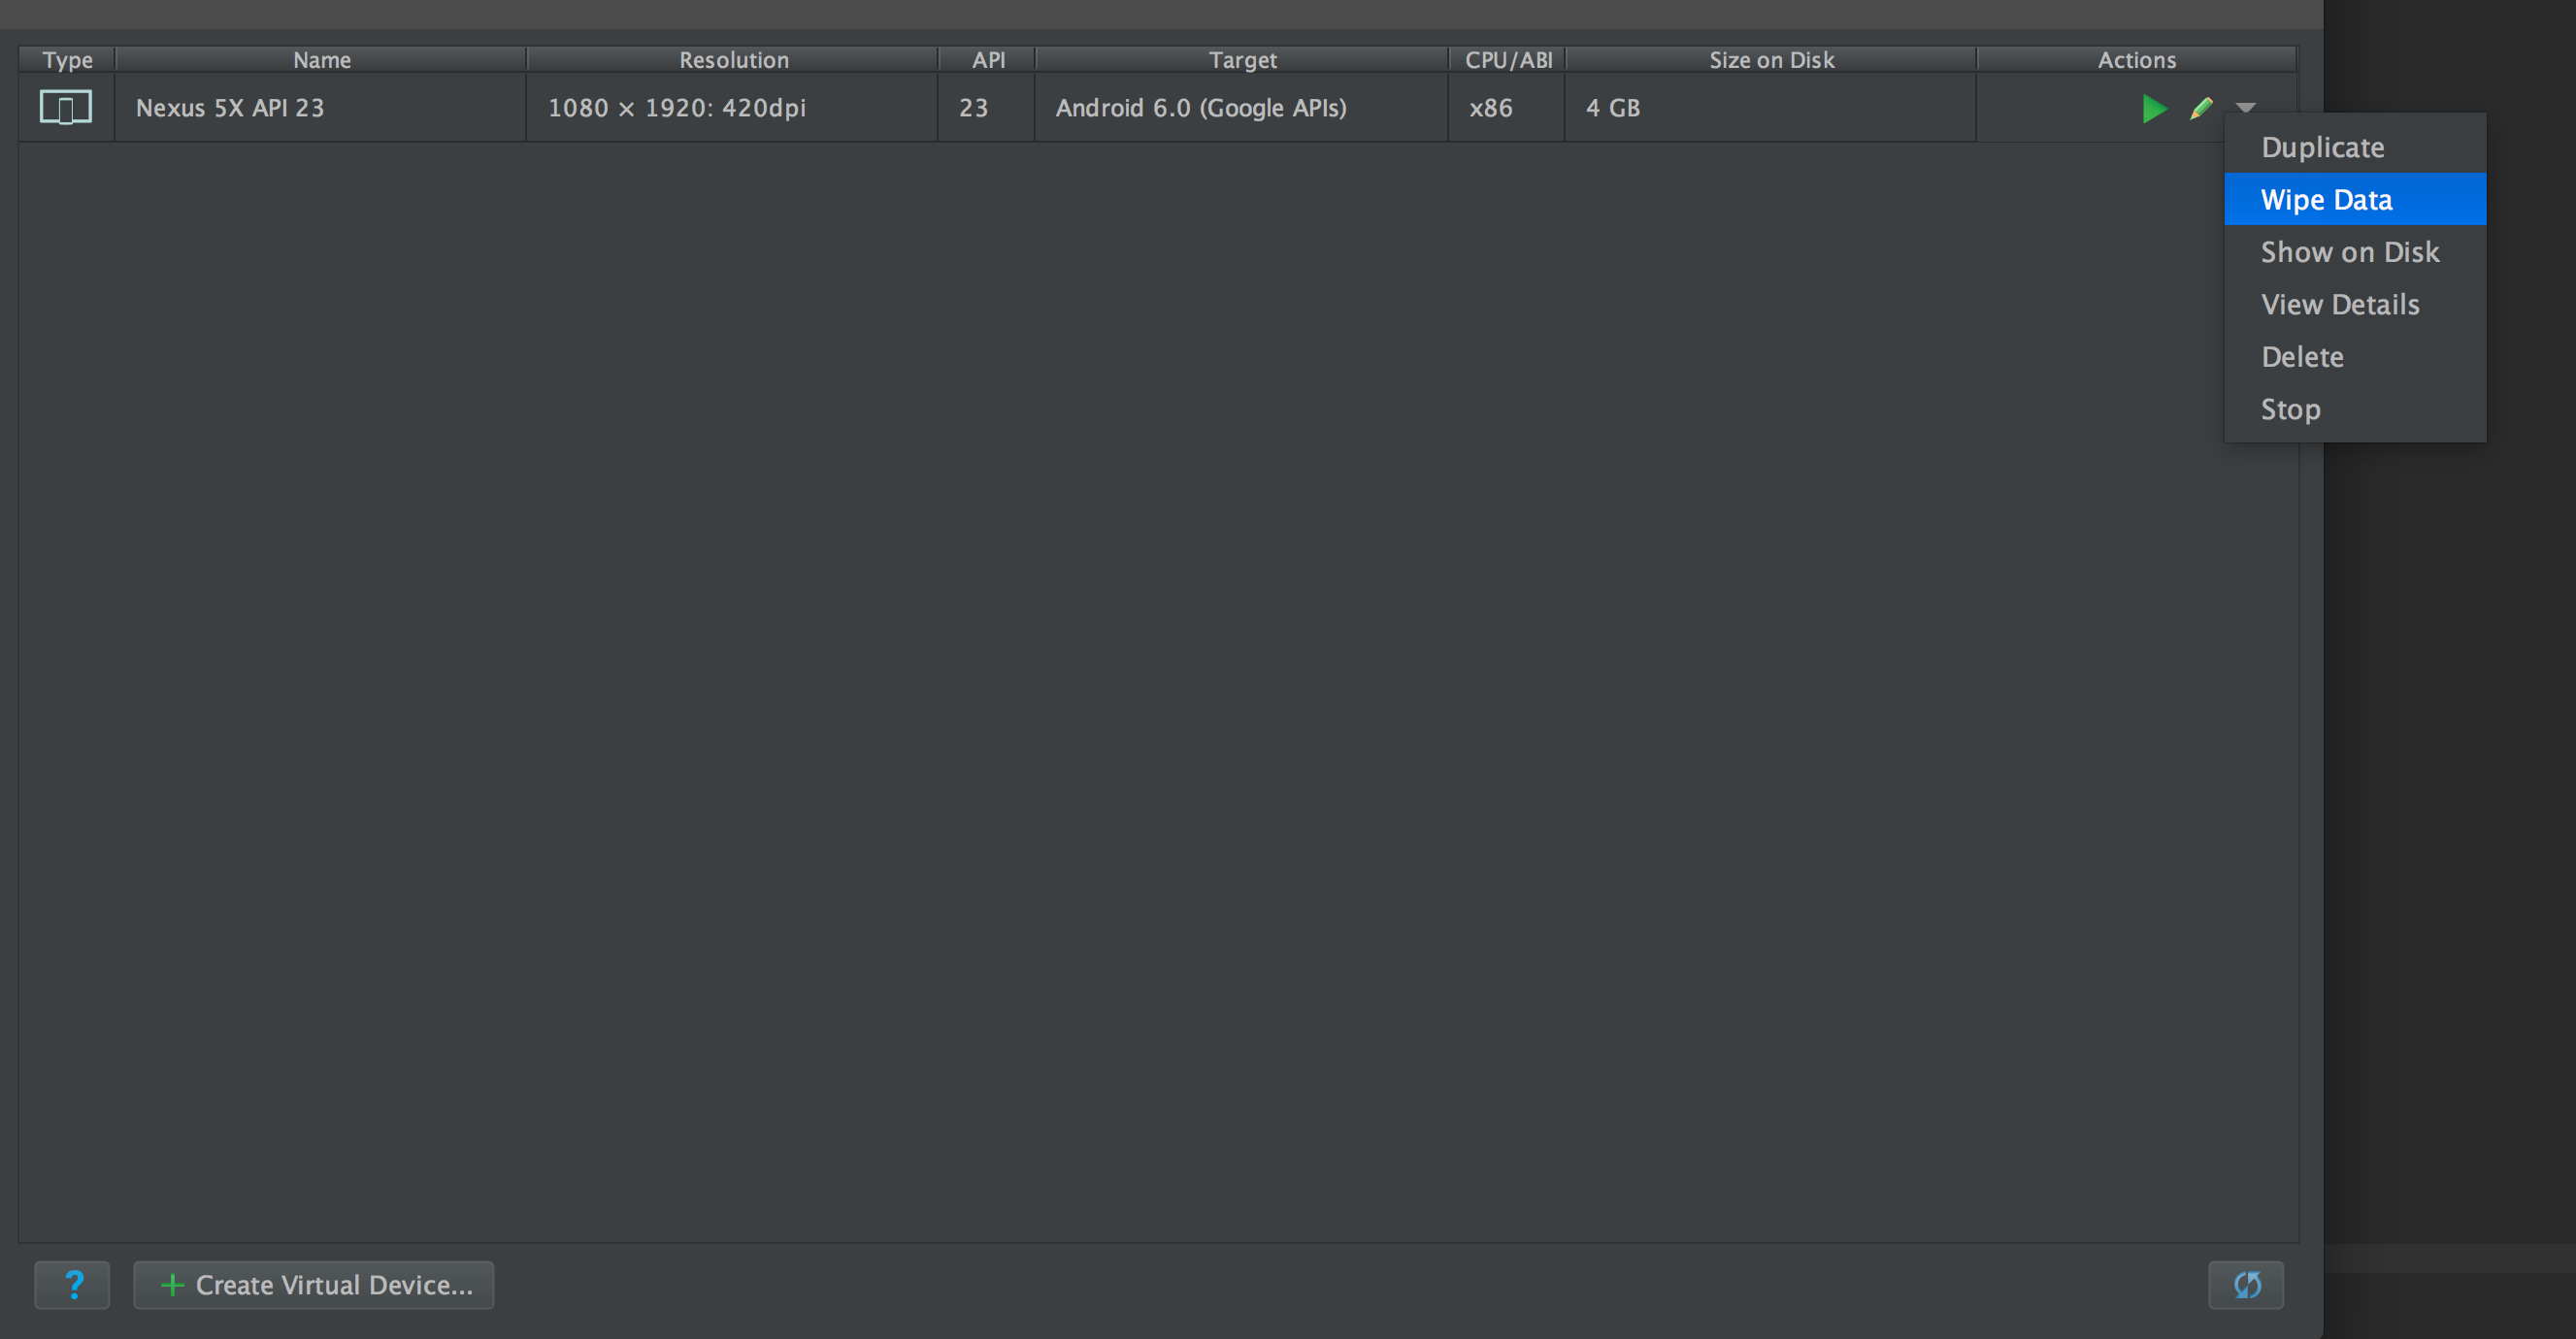 Type Name Resolution API Target CPU/ABI Size on Disk Actions
Nexus 5X API 23 1080 × 1920: 420dpi 23 Android 6.0 (Google APIs) x86 4 GB
Duplicate
Wipe Data
Show on Disk
View Details
Delete
Stop
? Create Virtual Device...